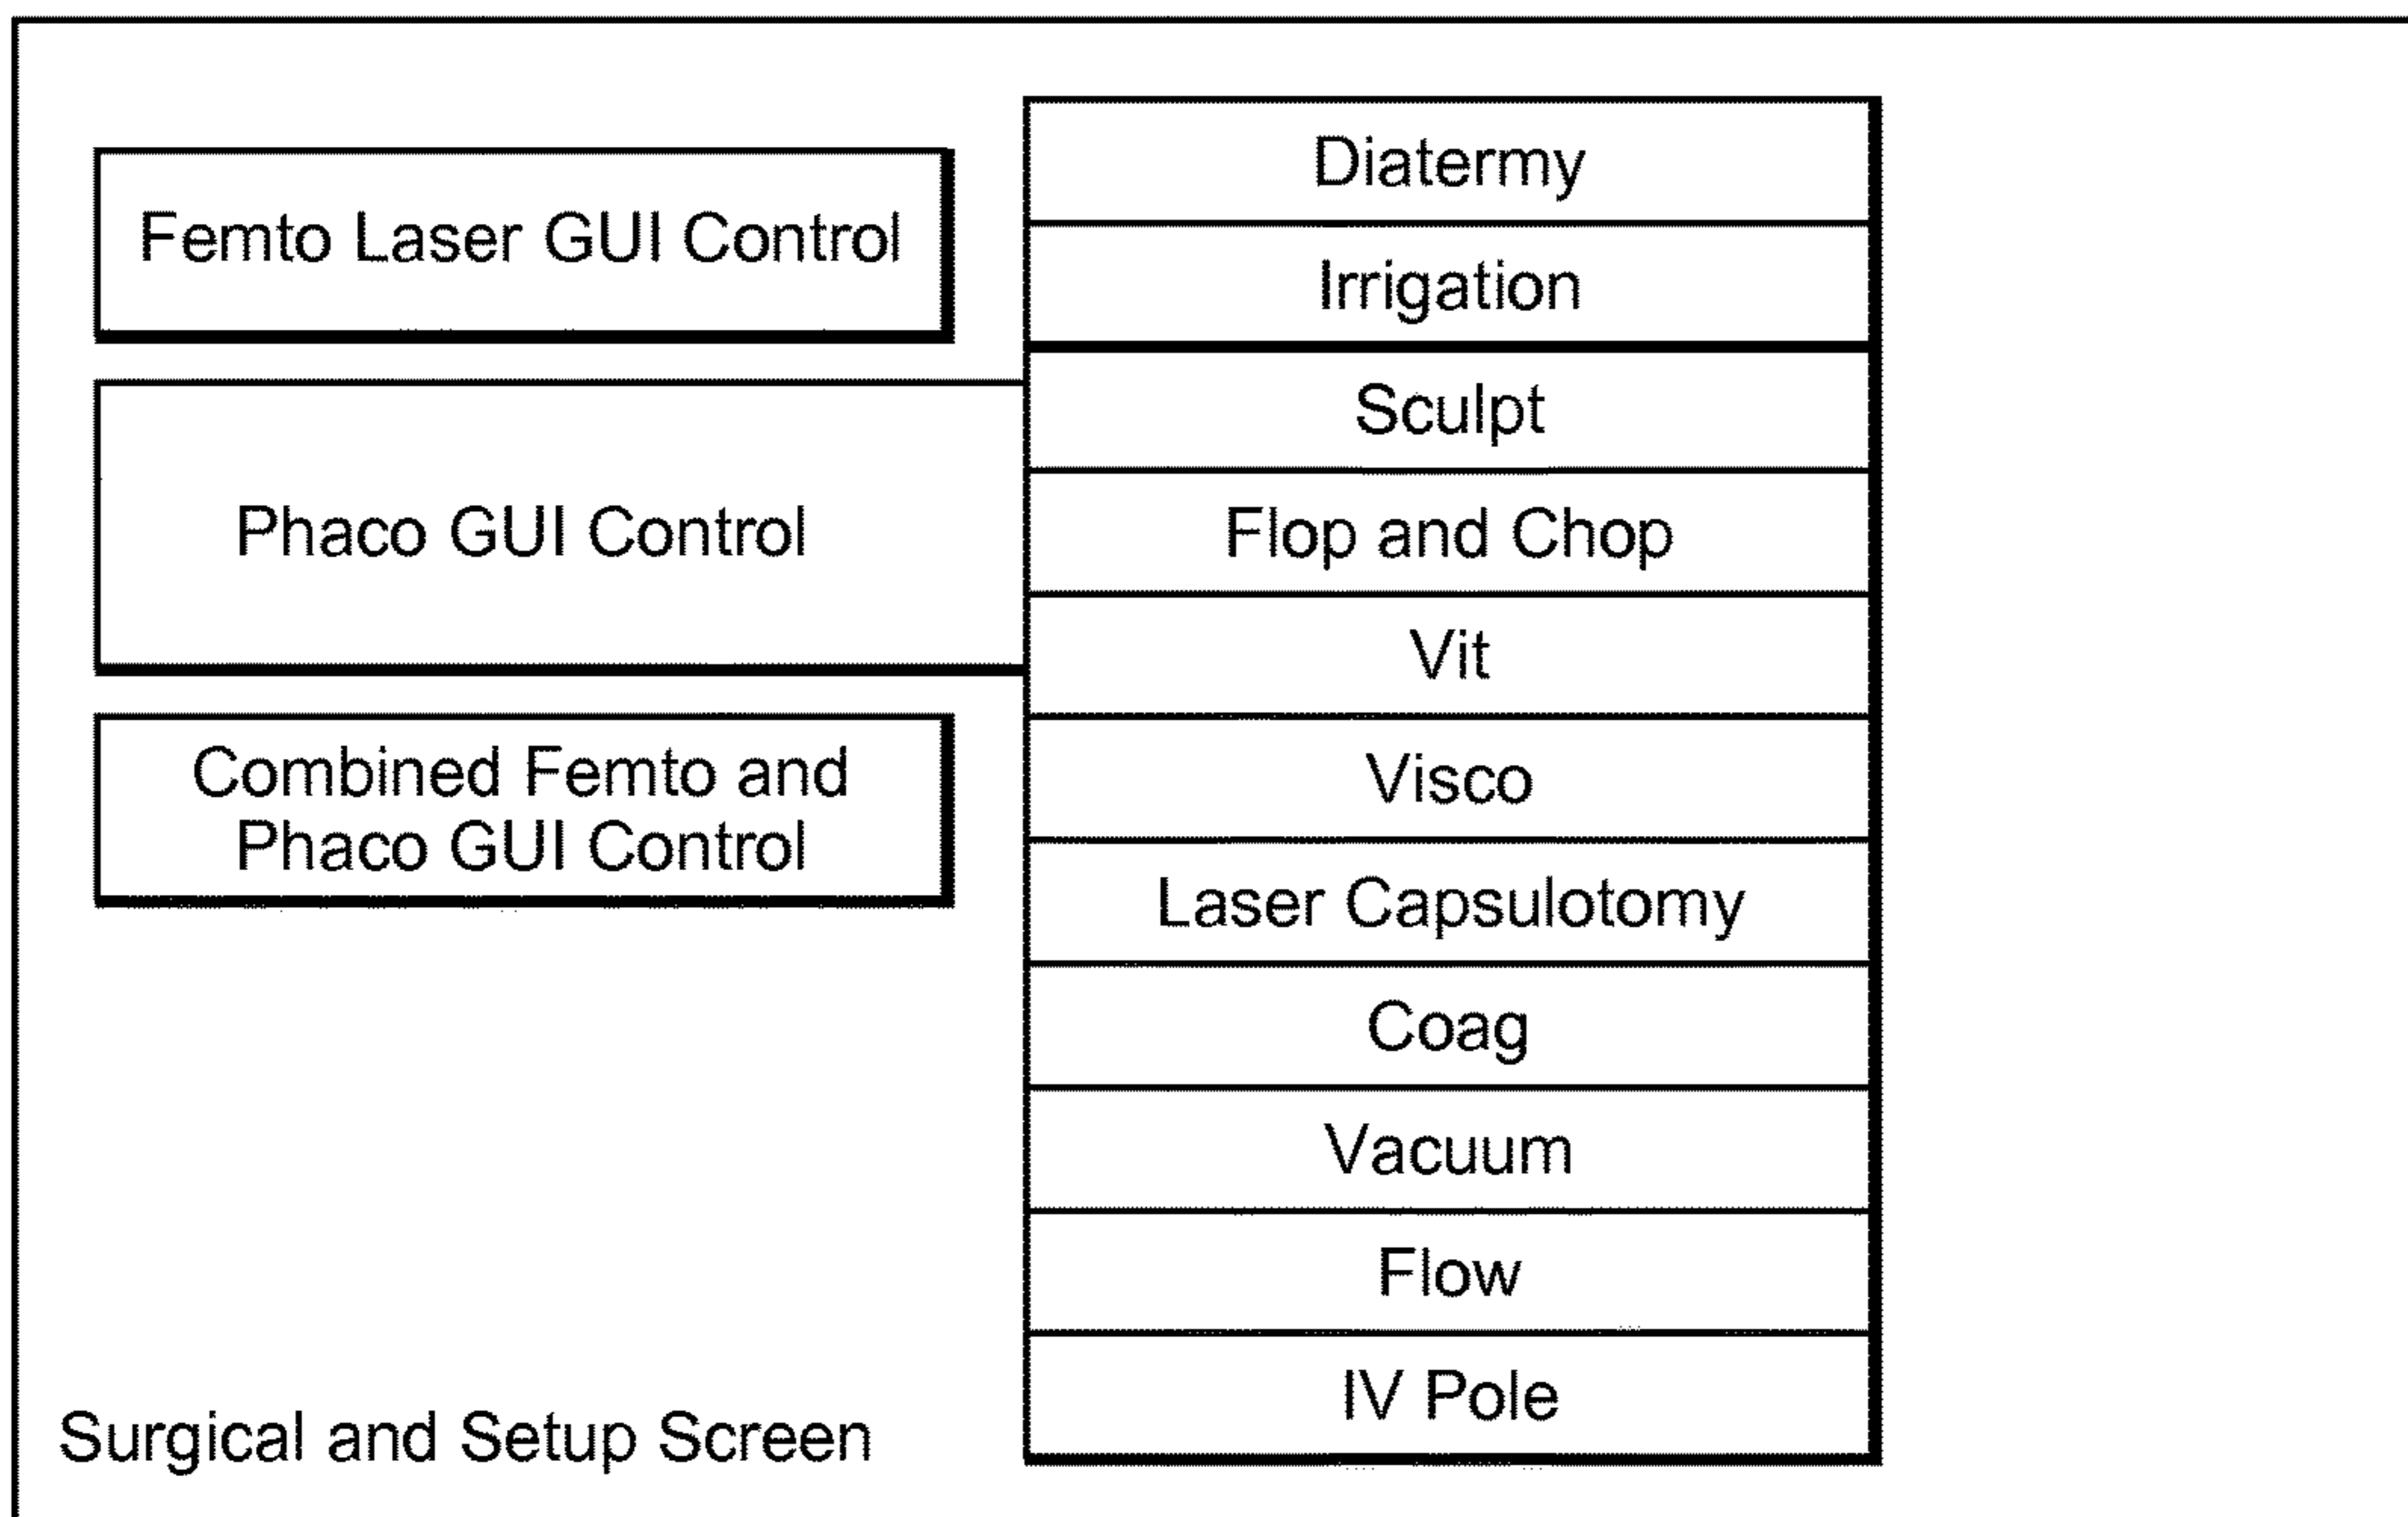 Femto Laser GUI Control
Phaco GUI Control
Combined Femto and
Phaco GUI Control
Surgical and Setup Screen
Diatermy
Irrigation
Sculpt
Flop and Chop
Vit
Visco
Laser Capsulotomy
Coag
Vacuum
Flow
IV Pole